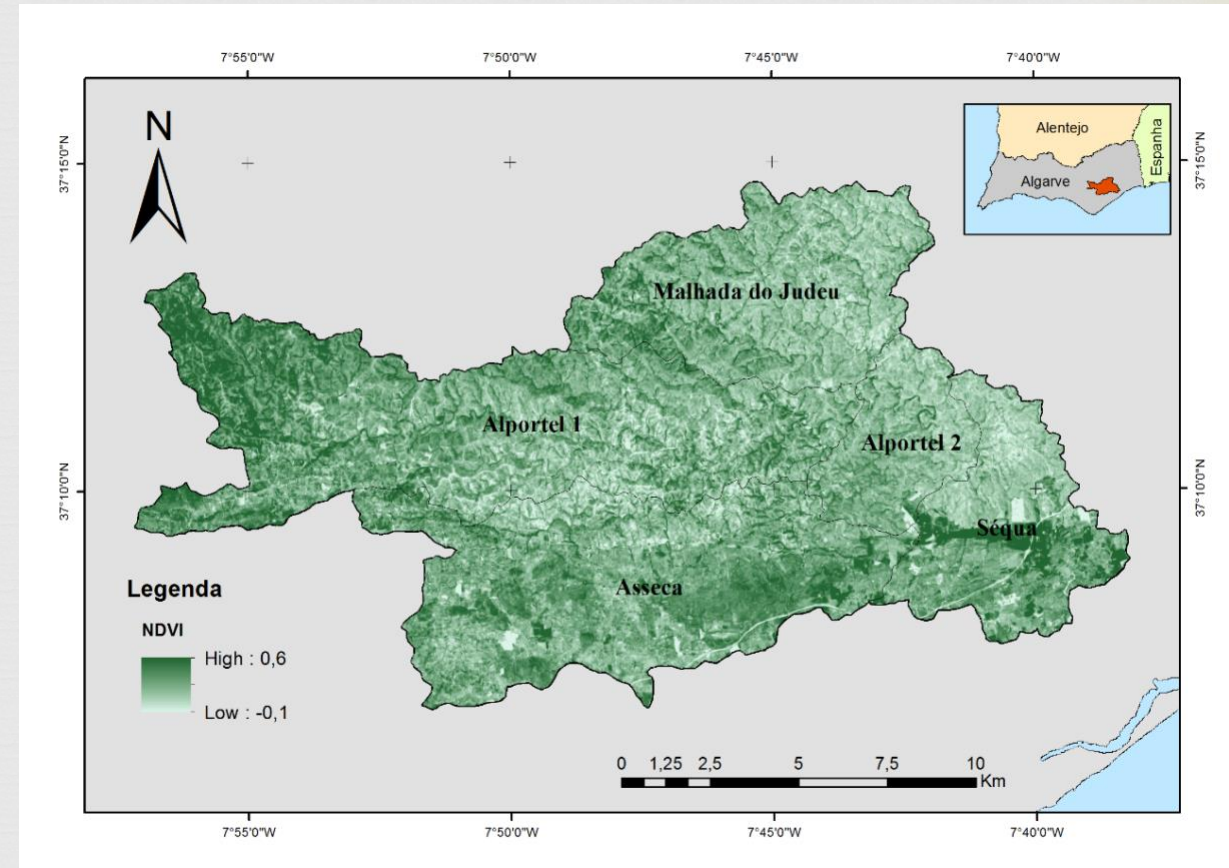 7°55'0"W 7°50'0"W 7°45'0"W 7°40'0"W
N
Alentejo
Espanha
Algarve
37°15'0"N 37°15'0"N
Malhada do Judeu
Alportel 1
Alportel 2
37°10'0"N 37°10'0"N
Séqua
Asseca
Legenda
NDVI
High : 0,6
Low : -0,1
0 1,25 2,5 5 7,5 10
Km
7°55'0"W 7°50'0"W 7°45'0"W 7°40'0"W